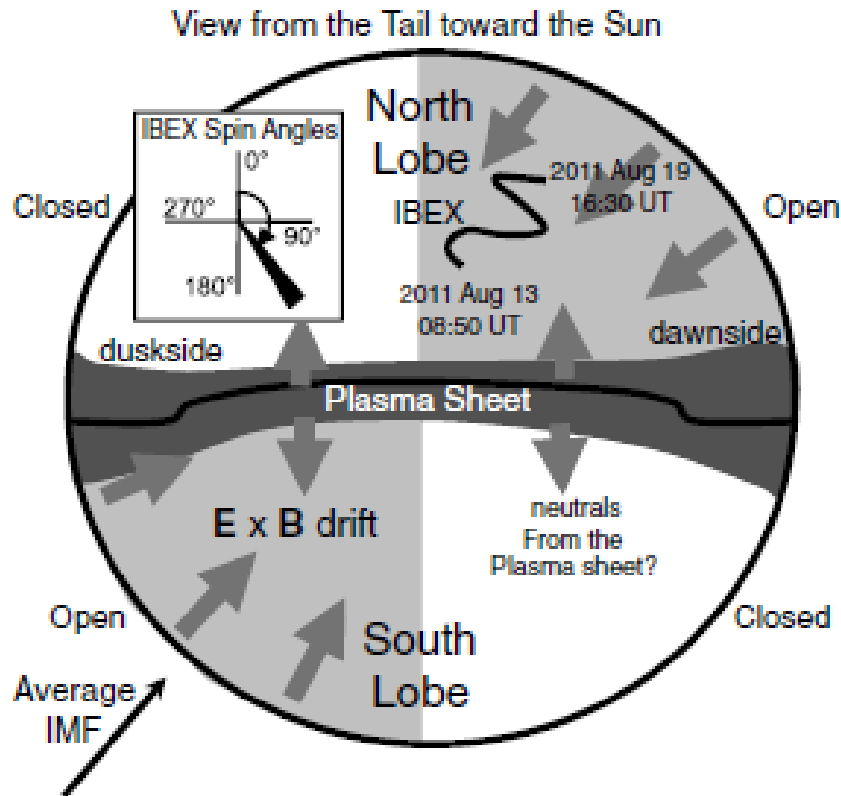 View from the Tail toward the Sun
IBEX Spin Angles
0°
270°
90°
180°
North
Lobe
IBEX
2011 Aug 19
16:30 UT
Closed
Open
2011 Aug 13
08:50 UT
duskside
dawnside
Plasma Sheet
E x B drift
neutrals
From the
Plasma sheet?
Open
Closed
South
Lobe
Average
IMF